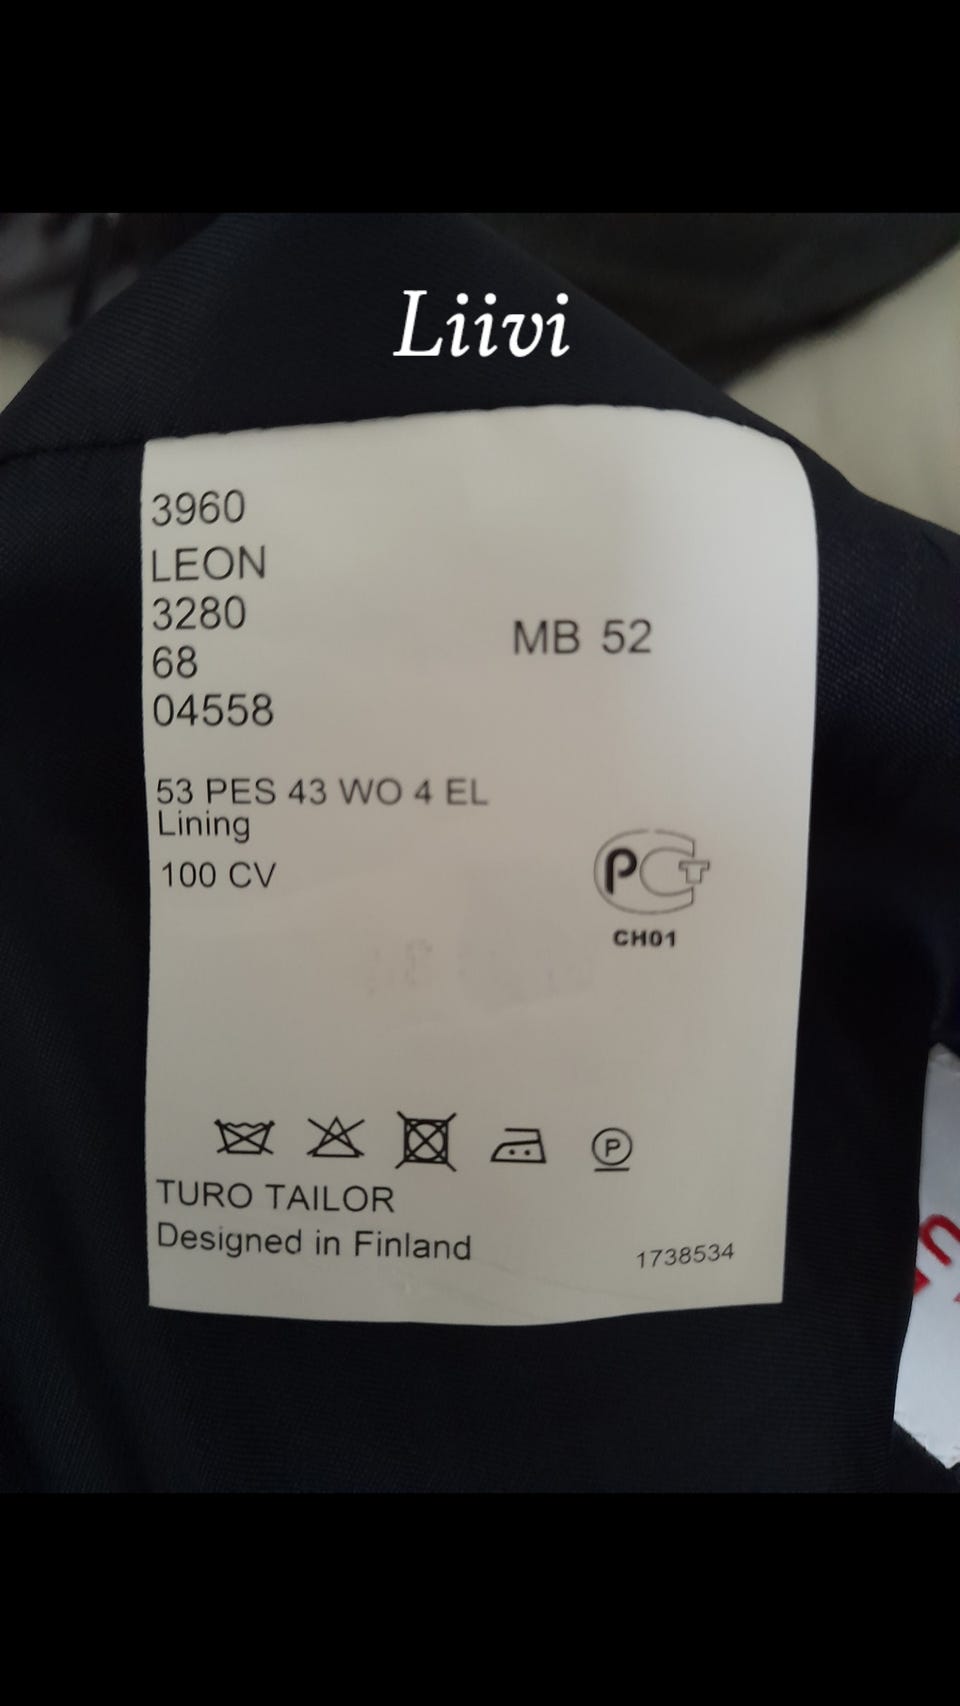 Liivi
3960
LEON
3280
68
04558
MB 52
53 PES 43 WO 4 EL
Lining
100 CV
РСТ
CH01
P
TURO TAILOR
Designed in Finland
1738534